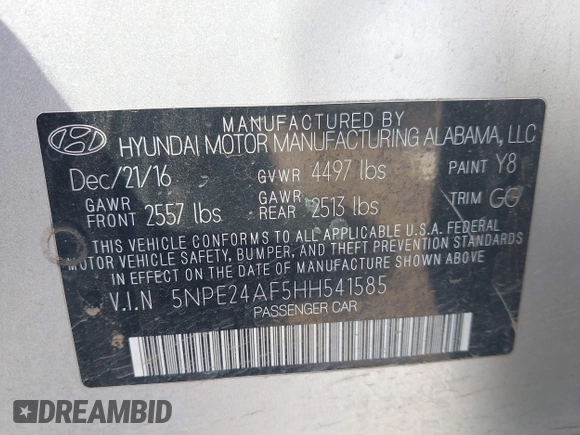 MANUFACTURED BY
HYUNDAI MOTOR MANUFACTURING ALABAMA, LLC
Dec/21/16 GVWR 4497 lbs PAINT Y8
GAWR FRONT 2557 lbs GAWR REAR 2513 lbs TRIM GG
THIS VEHICLE CONFORMS TO ALL APPLICABLE U.S.A. FEDERAL
MOTOR VEHICLE SAFETY, BUMPER, AND THEFT PREVENTION STANDARDS
IN EFFECT ON THE DATE OF MANUFACTURE SHOWN ABOVE
V.I.N 5NPE24AF5HH541585
PASSENGER CAR
DREAMBID